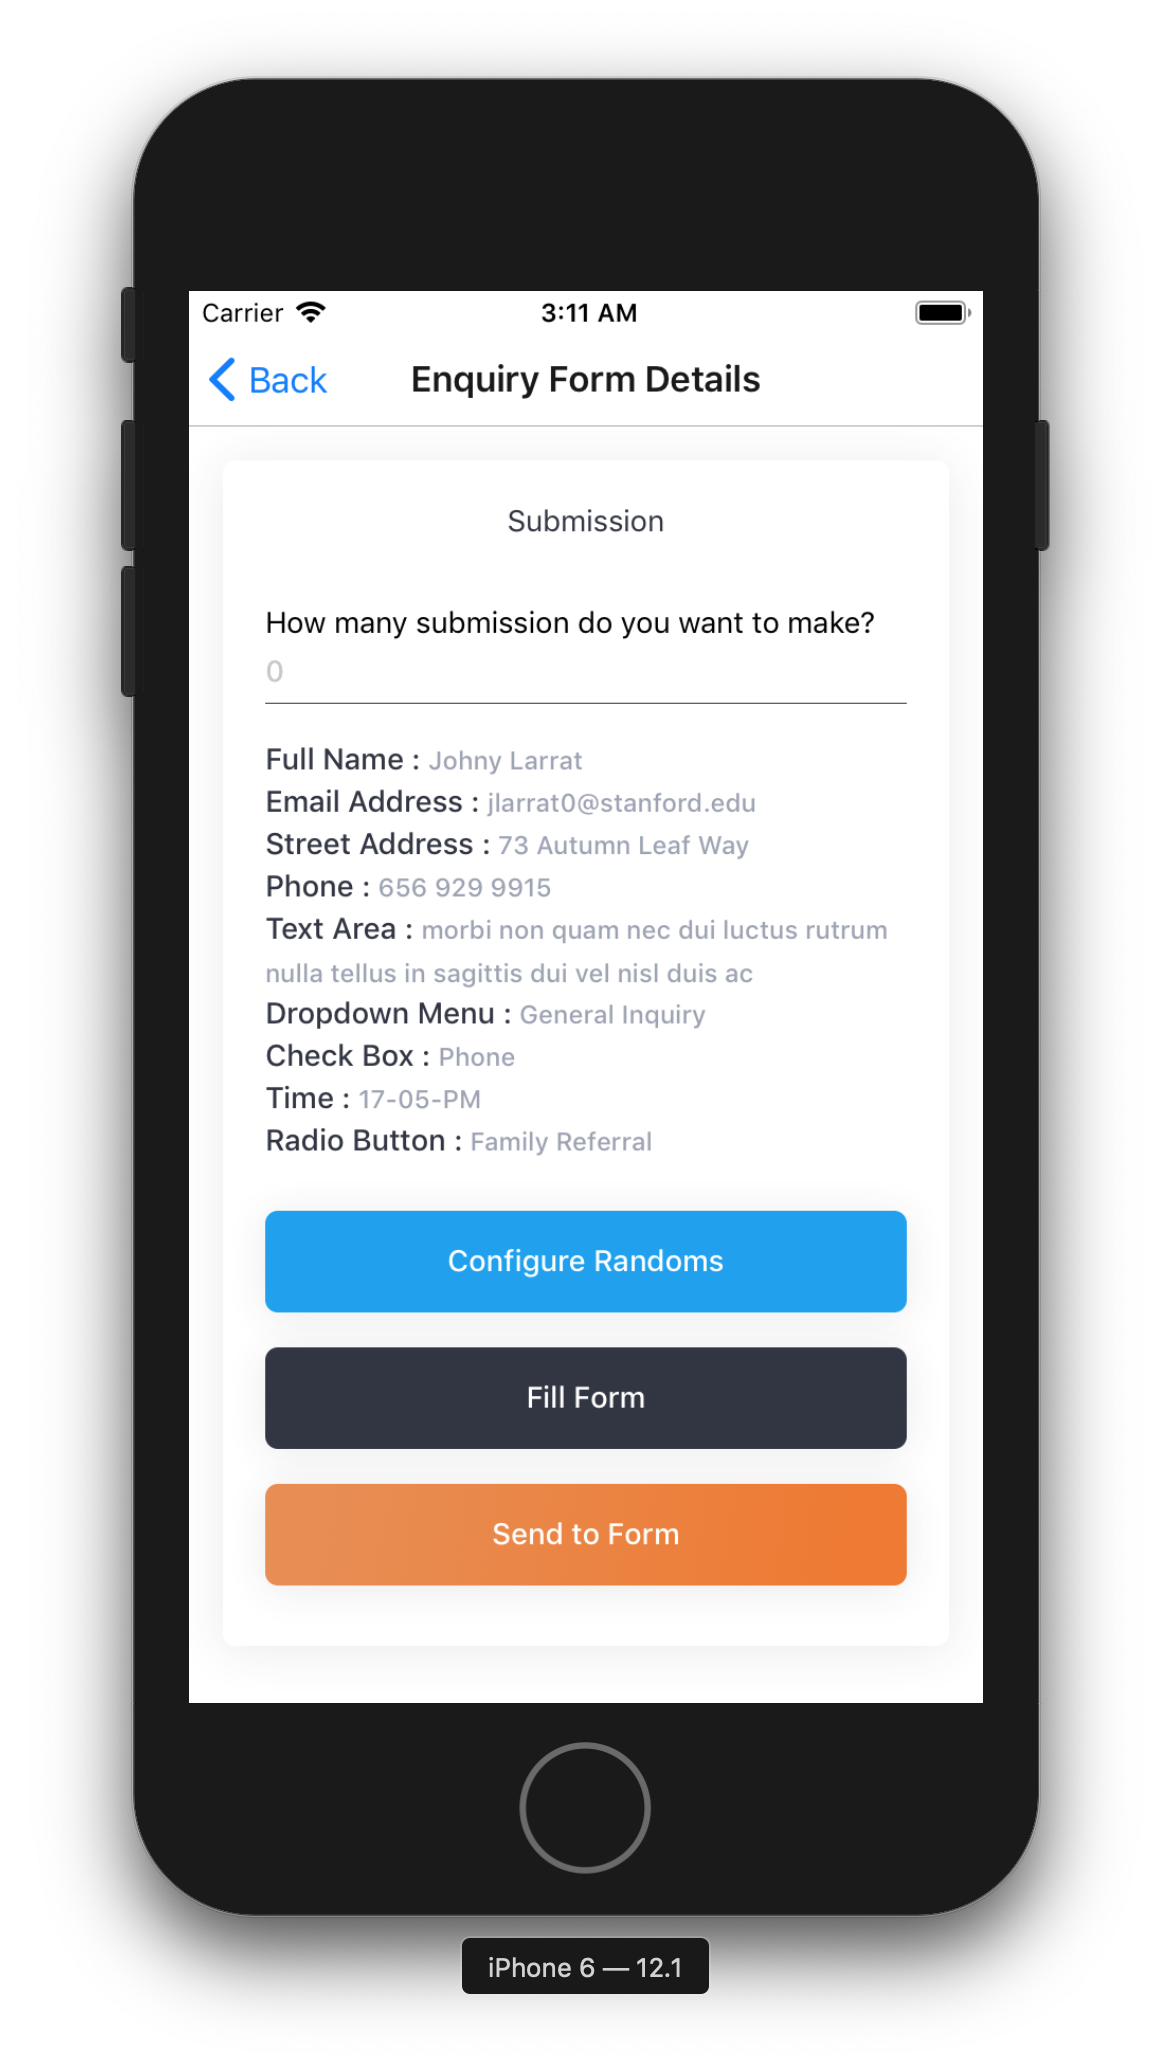 Carrier 3:11 AM
Back Enquiry Form Details
Submission
How many submission do you want to make?
0
Full Name : Johny Larrat
Email Address : jlarrat0@stanford.edu
Street Address : 73 Autumn Leaf Way
Phone : 656 929 9915
Text Area : morbi non quam nec dui luctus rutrum
nulla tellus in sagittis dui vel nisl duis ac
Dropdown Menu : General Inquiry
Check Box : Phone
Time : 17-05-PM
Radio Button : Family Referral
Configure Randoms
Fill Form
Send to Form
iPhone 6 — 12.1